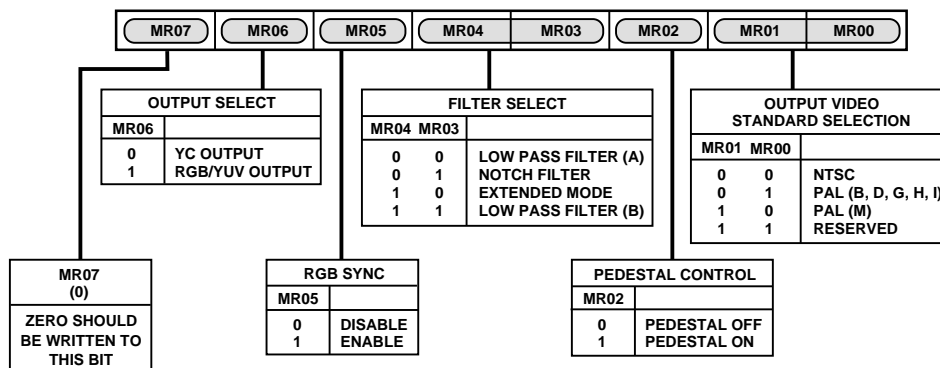 MR07 MR06 MR05 MR04 MR03 MR02 MR01 MR00
OUTPUT SELECT
MR06
0 YC OUTPUT
1 RGB/YUV OUTPUT
FILTER SELECT
MR04 MR03
0 0 LOW PASS FILTER (A)
0 1 NOTCH FILTER
1 0 EXTENDED MODE
1 1 LOW PASS FILTER (B)
OUTPUT VIDEO
STANDARD SELECTION
MR01 MR00
0 0 NTSC
0 1 PAL (B, D, G, H, I)
1 0 PAL (M)
1 1 RESERVED
MR07
(0)
ZERO SHOULD
BE WRITTEN TO
THIS BIT
RGB SYNC
MR05
0 DISABLE
1 ENABLE
PEDESTAL CONTROL
MR02
0 PEDESTAL OFF
1 PEDESTAL ON